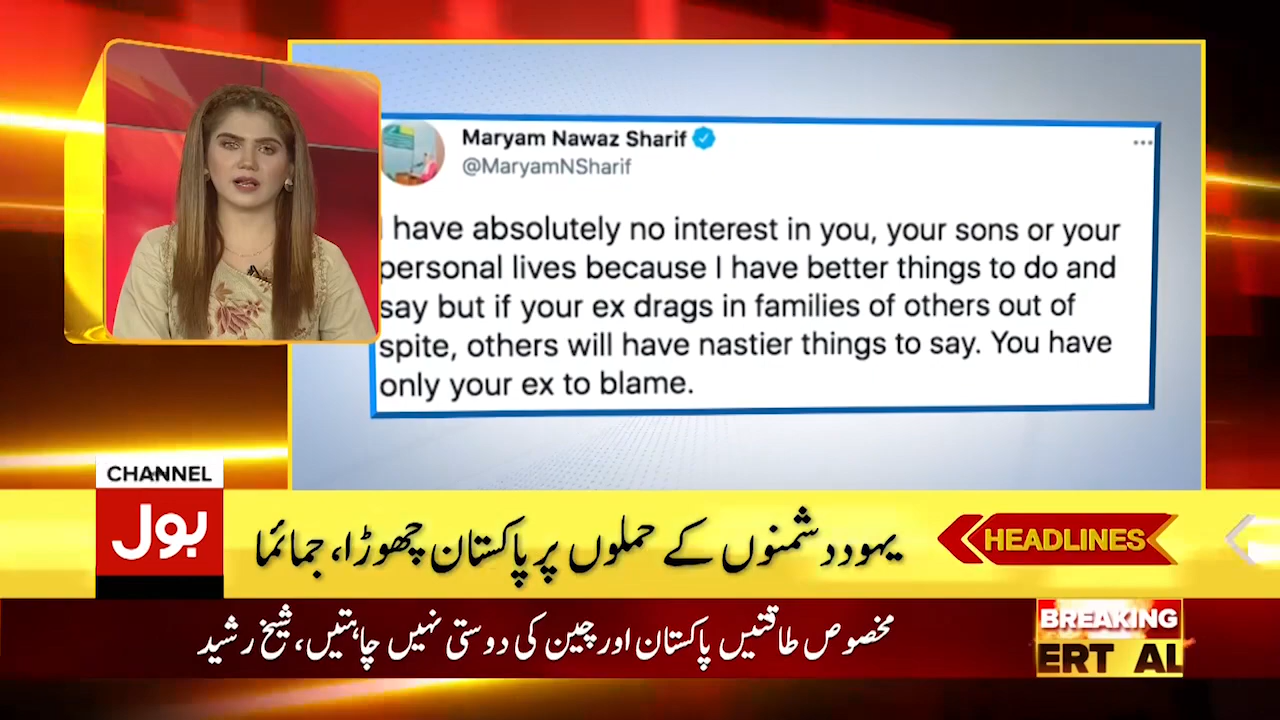 Maryam Nawaz Sharif
@MaryamNSharif
I have absolutely no interest in you, your sons or your
personal lives because I have better things to do and
say but if your ex drags in families of others out of
spite, others will have nastier things to say. You have
only your ex to blame.
CHANNEL
بول
یہود دشمنوں کے حملوں پر پاکستان چھوڑا، جمائما
HEADLINES
مخصوص طاقتیں پاکستان اور چین کی دوستی نہیں چاہتیں، شیخ رشید
BREAKING
ERT AL